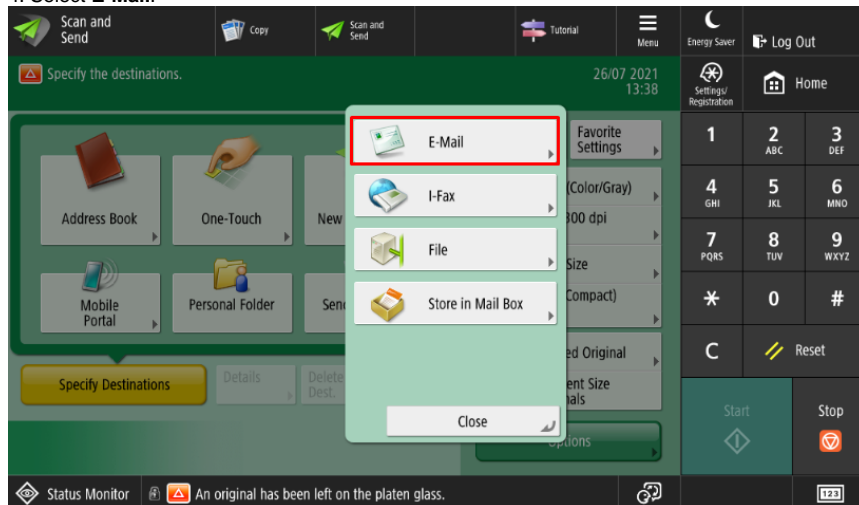 Scan and
Send
Copy
Scan and
Send
Tutorial
Menu
Energy Saver
Log Out
Specify the destinations.
26/07 2021
13:38
Settings/
Registration
Home
E-Mail
I-Fax
File
Store in Mail Box
Close
Favorite
Settings
(Color/Gray)
300 dpi
Size
Compact)
ed Original
ent Size
nals
Options
Address Book
One-Touch
New
Mobile
Portal
Personal Folder
Specify Destinations
Details
Delete
Dest.
1
2
ABC
3
DEF
4
GHI
5
JKL
6
MNO
7
PQRS
8
TUV
9
WXYZ
0
#
C
Reset
Start
Stop
Status Monitor
An original has been left on the platen glass.
123